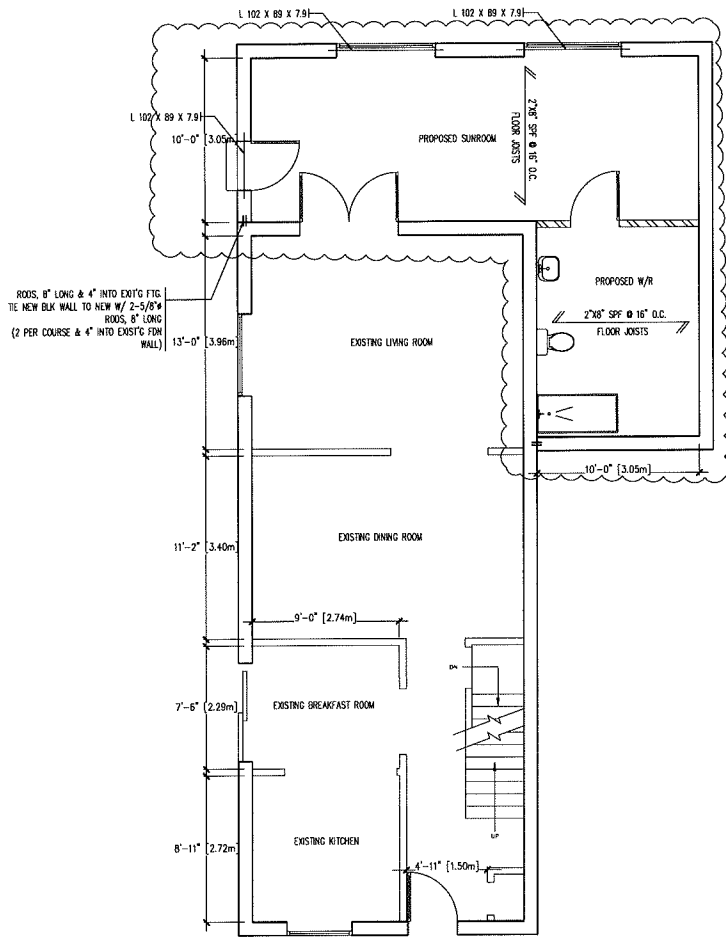 L 102 X 89 X 7.9
L 102 X 89 X 7.9
L 102 X 89 X 7.9
10'-0" [3.05m]
PROPOSED SUNROOM
2"X8" SPF @ 16" O.C.
FLOOR JOISTS
RODS, 8" LONG & 4" INTO EXIT'G FTG.
TIE NEW BLK WALL TO NEW W/ 2-5/8"ø
RODS, 8" LONG
(2 PER COURSE & 4" INTO EXIST'G FDN
WALL)
PROPOSED W/R
2"X8" SPF @ 16" O.C.
FLOOR JOISTS
13'-0" [3.96m]
EXISTING LIVING ROOM
10'-0" [3.05m]
11'-2" [3.40m]
EXISTING DINING ROOM
9'-0" [2.74m]
DN
7'-6" [2.29m]
EXISTING BREAKFAST ROOM
UP
8'-11" [2.72m]
EXISTING KITCHEN
4'-11" [1.50m]